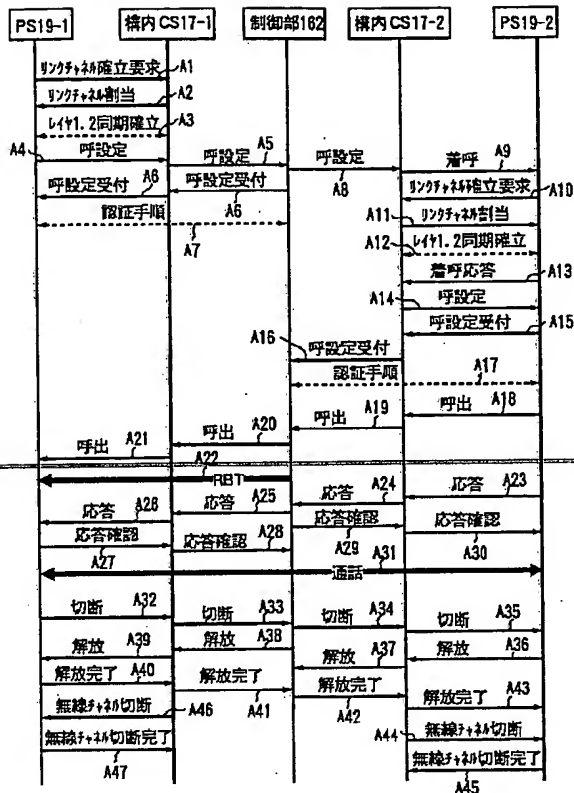 PS19-1 構内CS17-1 制御部162 構内CS17-2 PS19-2
リンクチャネル確立要求 A1
リンクチャネル割当 A2
レイヤ1.2同期確立 A3
A4 呼設定 呼設定 A5 呼設定 A8 着呼 A9
呼設定受付 A6 呼設定受付 A6 リンクチャネル確立要求 A10
認証手順 A7 A11 リンクチャネル割当
A12 レイヤ1.2同期確立
着呼応答 A13
A14 呼設定
呼設定受付 A15
A16 呼設定受付
認証手順 A17
呼出 A19 呼出 A18
呼出 A21 呼出 A20
A22
RBT
応答 A26 応答 A25 応答 A24 応答 A23
応答確認 A27 応答確認 A28 応答確認 A29 応答確認 A30
通話 A31
切断 A32 切断 A33 切断 A34 切断 A35
解放 A39 解放 A38 解放 A37 解放 A36
解放完了 A40 解放完了 A41 解放完了 A42 解放完了 A43
無線チャネル切断 A46 A44 無線チャネル切断
無線チャネル切断完了 A47 無線チャネル切断完了 A45